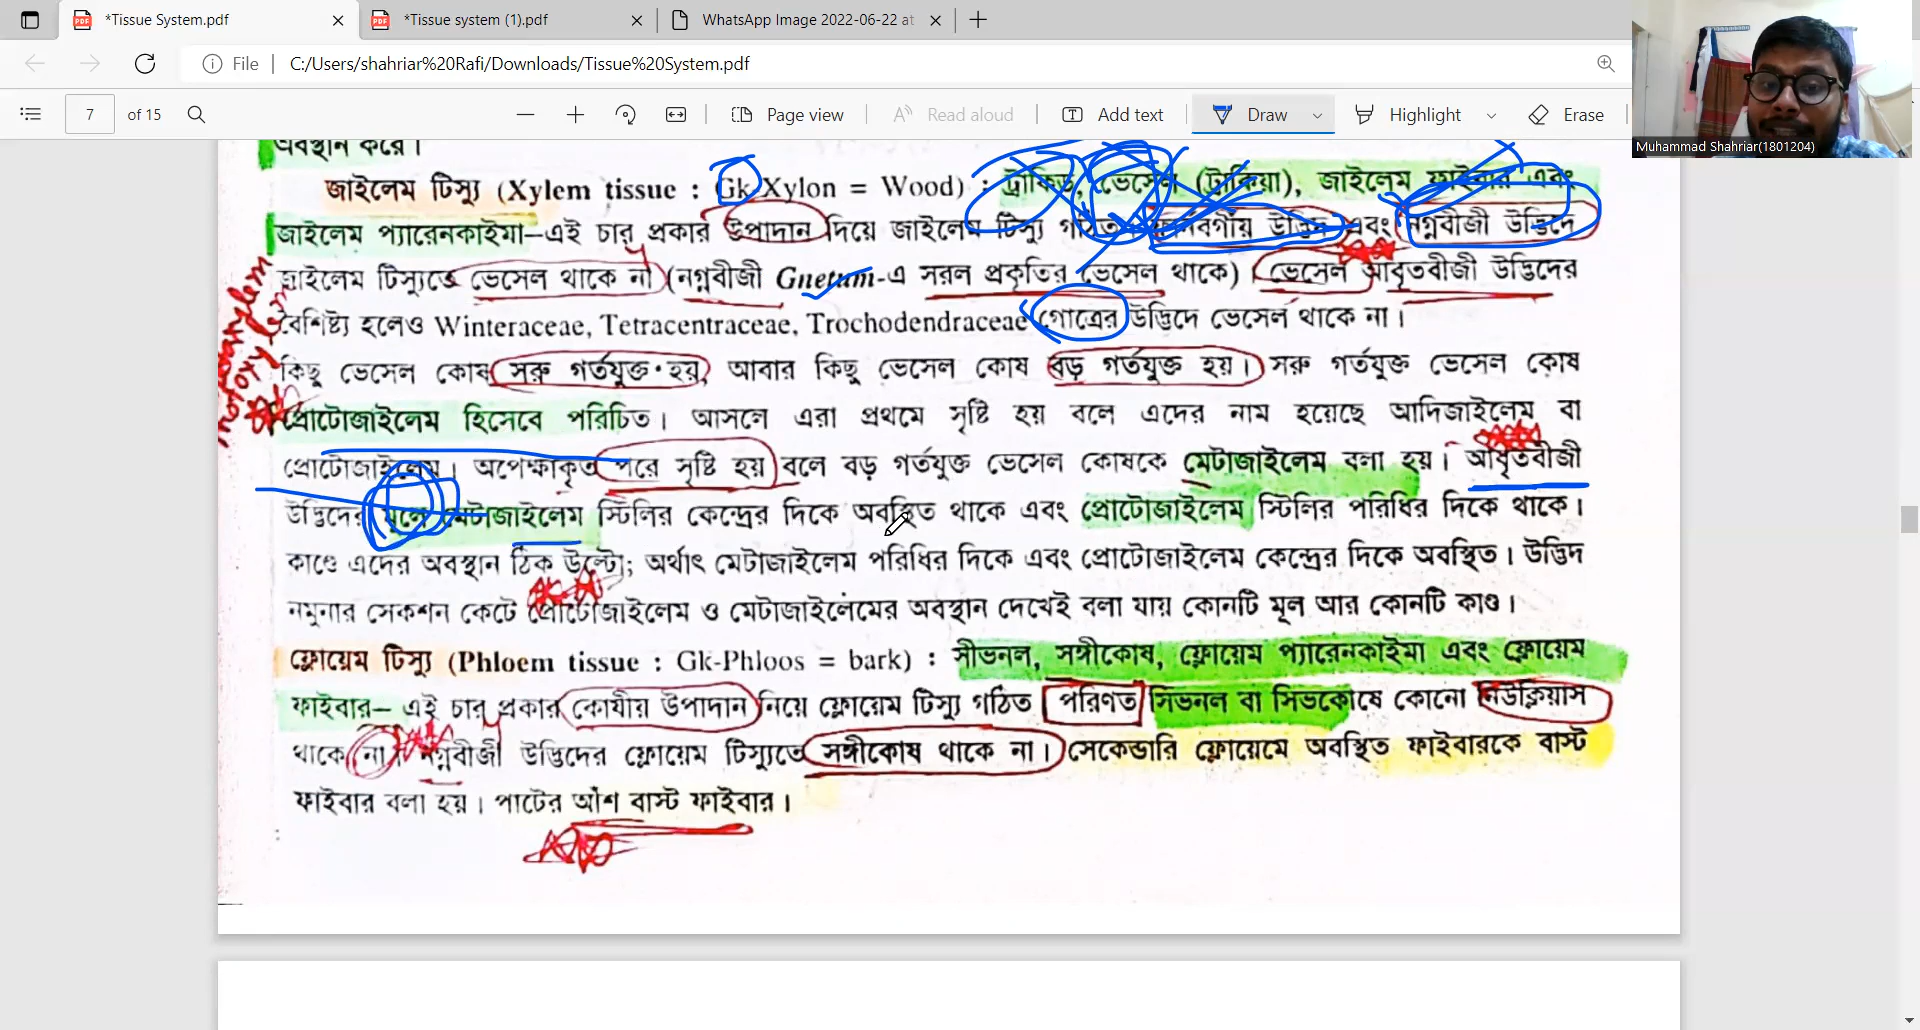 *Tissue System.pdf
*Tissue system (1).pdf
WhatsApp Image 2022-06-22 at
File
C:/Users/shahriar%20Rafi/Downloads/Tissue%20System.pdf
7 of 15
Page view
Read aloud
Add text
Draw
Highlight
Erase
Muhammad Shahriar(1801204)
অবস্থান করে।
জাইলেম টিস্যু (Xylem tissue : Gk Xylon = Wood) : ট্রাকিড, ভেসেল (ট্রাকিয়া), জাইলেম ফাইবার এবং
জাইলেম প্যারেনকাইমা–এই চার প্রকার উপাদান দিয়ে জাইলেম টিস্যু গঠিত উদ্ভিদ এবং নগ্নবীজী উদ্ভিদে
জাইলেম টিস্যুতে ভেসেল থাকে না (নগ্নবীজী Gnetum-এ সরল প্রকৃতির ভেসেল থাকে) ভেসেল আবৃতবীজী উদ্ভিদের
বৈশিষ্ট্য হলেও Winteraceae, Tetracentraceae, Trochodendraceae গোত্রের উদ্ভিদে ভেসেল থাকে না।
কিছু ভেসেল কোষ সরু গর্তযুক্ত হয়, আবার কিছু ভেসেল কোষ বড় গর্তযুক্ত হয়। সরু গর্তযুক্ত ভেসেল কোষ
প্রোটোজাইলেম হিসেবে পরিচিত। আসলে এরা প্রথমে সৃষ্টি হয় বলে এদের নাম হয়েছে আদিজাইলেম বা
প্রোটোজাইলেম। অপেক্ষাকৃত পরে সৃষ্টি হয় বলে বড় গর্তযুক্ত ভেসেল কোষকে মেটাজাইলেম বলা হয়। আবৃতবীজী
উদ্ভিদের মূলে মেটাজাইলেম স্টিলির কেন্দ্রের দিকে অবস্থিত থাকে এবং প্রোটোজাইলেম স্টিলির পরিধির দিকে থাকে।
কাণ্ডে এদের অবস্থান ঠিক উল্টো; অর্থাৎ মেটাজাইলেম পরিধির দিকে এবং প্রোটোজাইলেম কেন্দ্রের দিকে অবস্থিত। উদ্ভিদ
নমুনার সেকশন কেটে প্রোটোজাইলেম ও মেটাজাইলেমের অবস্থান দেখেই বলা যায় কোনটি মূল আর কোনটি কাণ্ড।
ফ্লোয়েম টিস্যু (Phloem tissue : Gk-Phloos = bark) : সীভনল, সঙ্গীকোষ, ফ্লোয়েম প্যারেনকাইমা এবং ফ্লোয়েম
ফাইবার– এই চার প্রকার কোষীয় উপাদান নিয়ে ফ্লোয়েম টিস্যু গঠিত পরিণত সিভনল বা সিভকোষে কোনো নিউক্লিয়াস
থাকে না। নগ্নবীজী উদ্ভিদের ফ্লোয়েম টিস্যুতে সঙ্গীকোষ থাকে না। সেকেন্ডারি ফ্লোয়েমে অবস্থিত ফাইবারকে বাস্ট
ফাইবার বলা হয়। পাটের আঁশ বাস্ট ফাইবার।